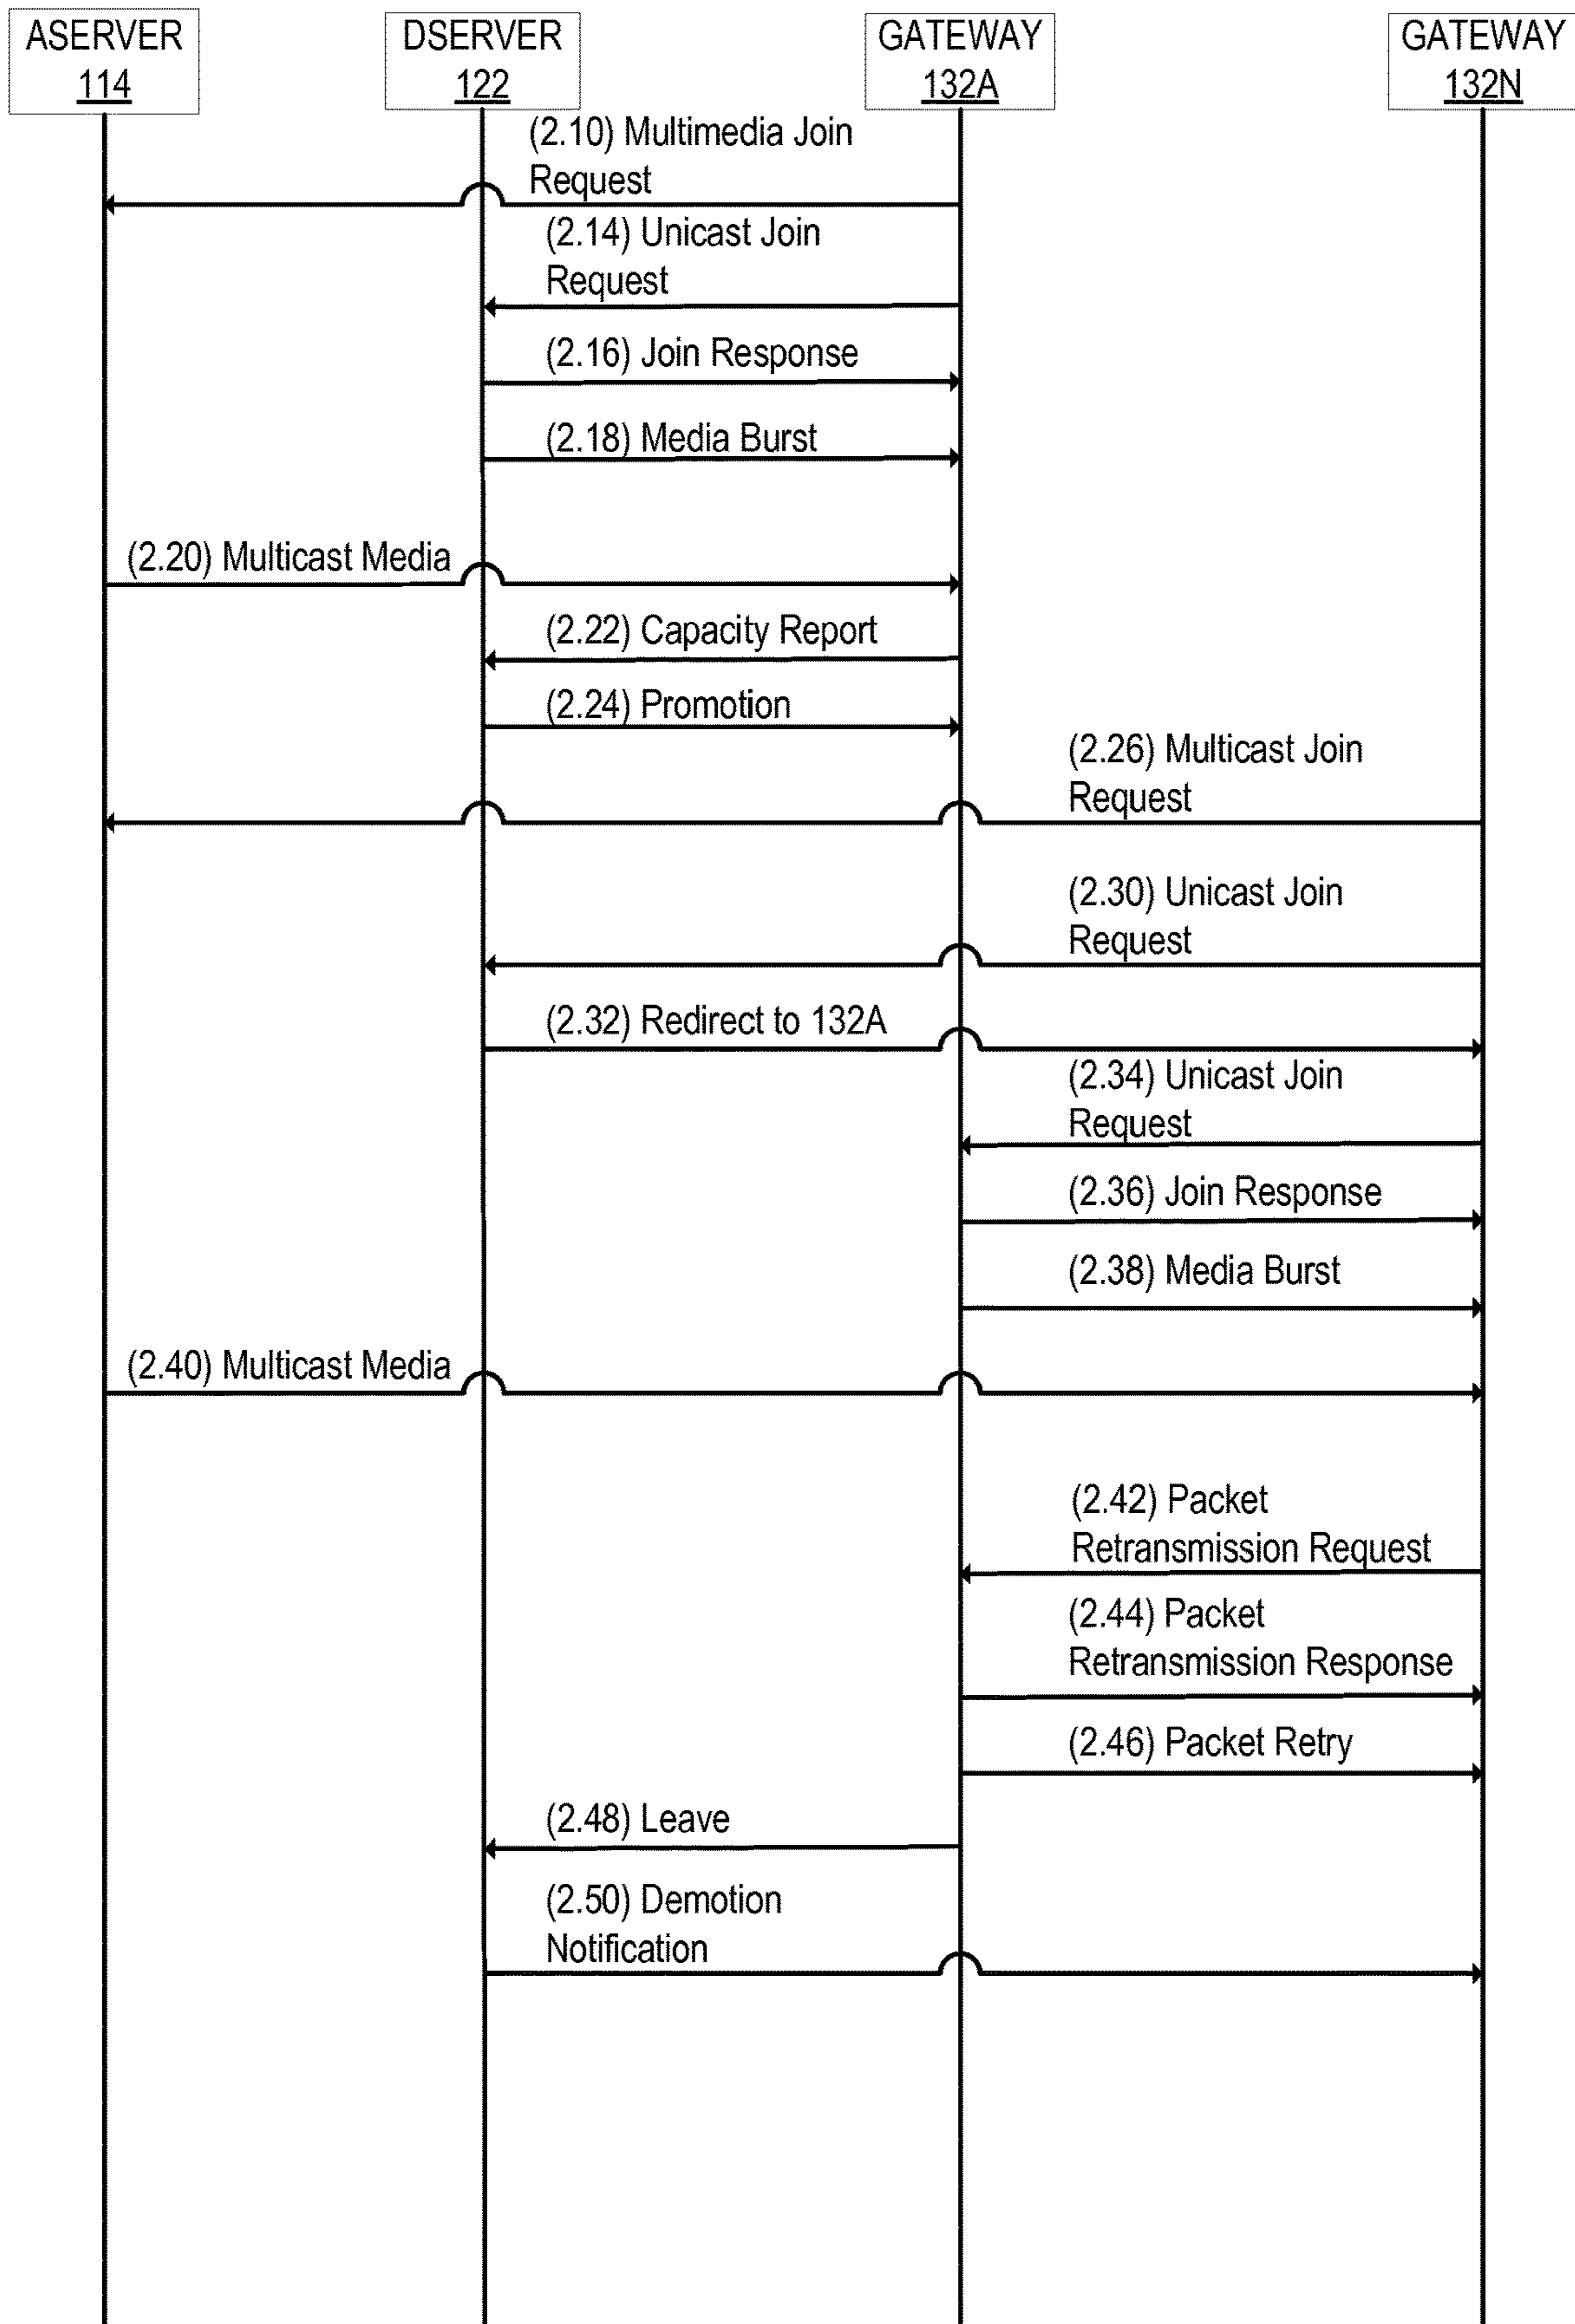 ASERVER
114
DSERVER
122
GATEWAY
132A
GATEWAY
132N
(2.10) Multimedia Join
Request
(2.14) Unicast Join
Request
(2.16) Join Response
(2.18) Media Burst
(2.20) Multicast Media
(2.22) Capacity Report
(2.24) Promotion
(2.26) Multicast Join
Request
(2.30) Unicast Join
Request
(2.32) Redirect to 132A
(2.34) Unicast Join
Request
(2.36) Join Response
(2.38) Media Burst
(2.40) Multicast Media
(2.42) Packet
Retransmission Request
(2.44) Packet
Retransmission Response
(2.46) Packet Retry
(2.48) Leave
(2.50) Demotion
Notification